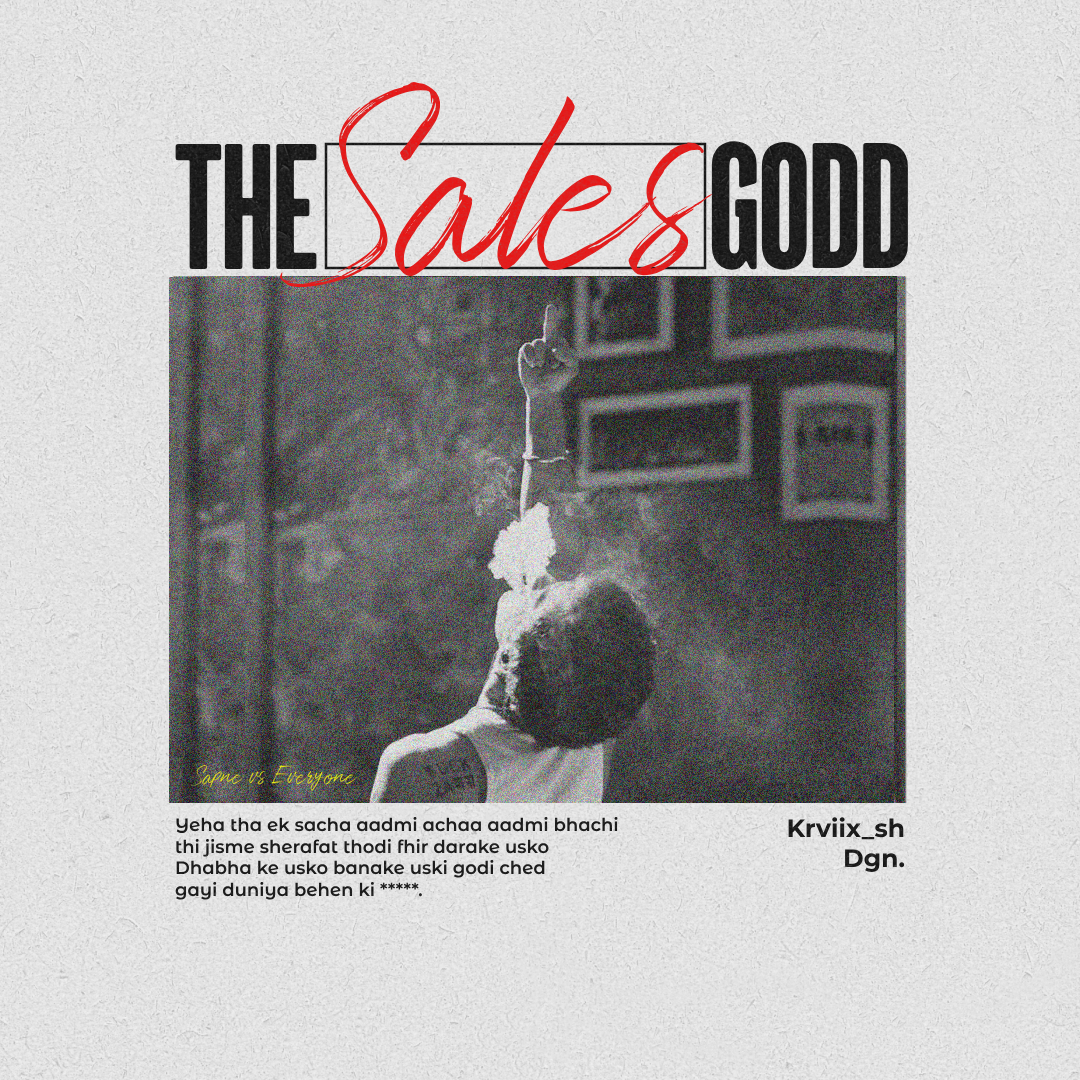 THE Sales GODD
Sapne vs Everyone
Yeha tha ek sacha aadmi achaa aadmi bhachi
thi jisme sherafat thodi fhir darake usko
Dhabha ke usko banake uski godi ched
gayi duniya behen ki *****.
Krviix_sh
Dgn.